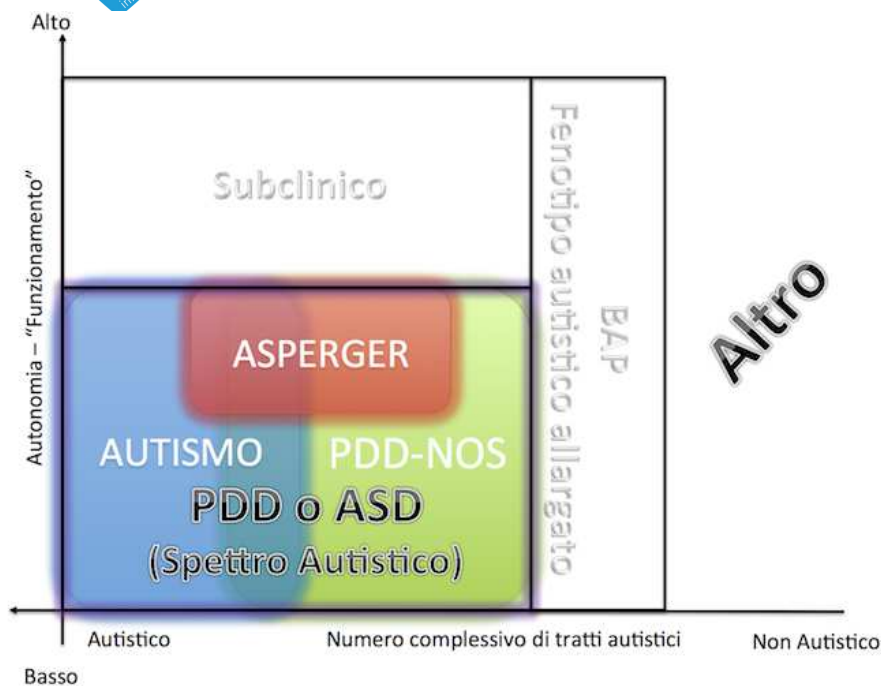 Alto
Autonomia – "Funzionamento"
Subclinico
Fenotipo autistico allargato
BAP
Altro
ASPERGER
AUTISMO
PDD-NOS
PDD o ASD
(Spettro Autistico)
Autistico
Numero complessivo di tratti autistici
Non Autistico
Basso